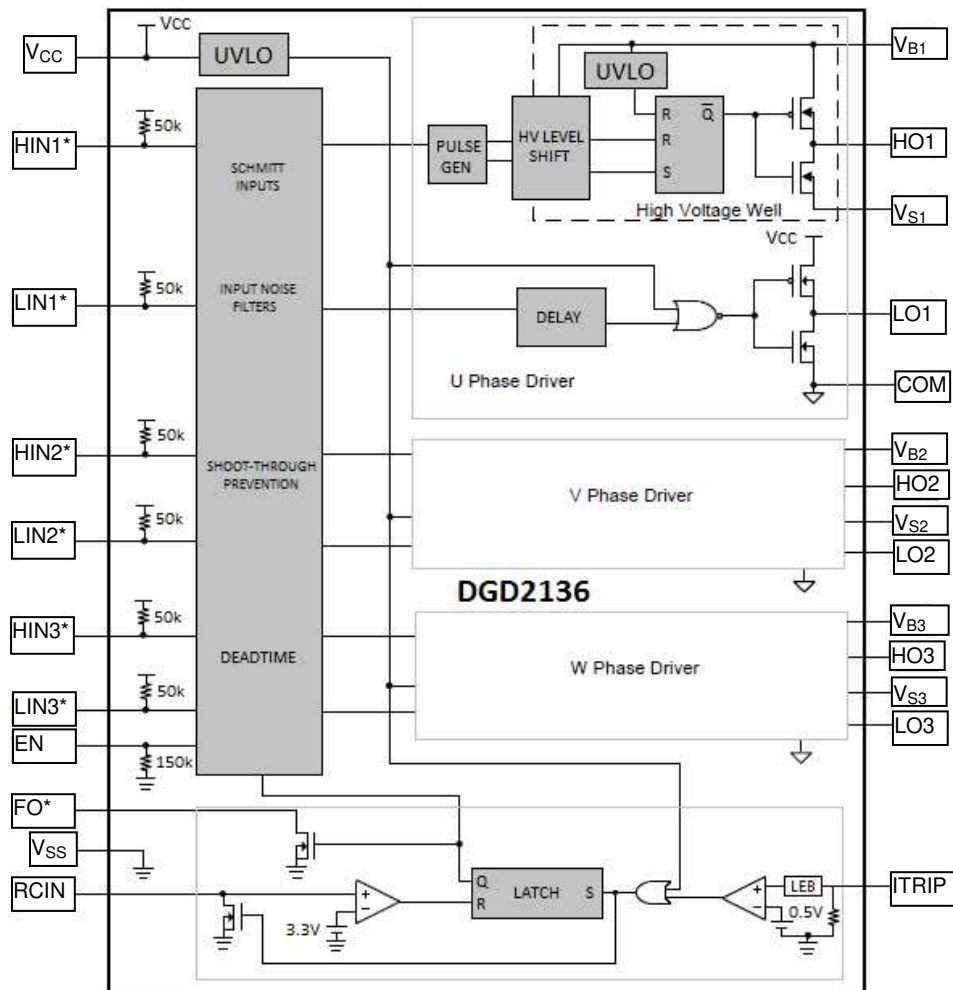 VCC
VCC
UVLO
UVLO
VB1
HIN1*
50k
PULSE GEN
HV LEVEL SHIFT
R
R
S
Q̅
HO1
SCHMITT INPUTS
High Voltage Well
VS1
VCC
LIN1*
50k
INPUT NOISE FILTERS
DELAY
LO1
U Phase Driver
COM
HIN2*
50k
SHOOT-THROUGH PREVENTION
V Phase Driver
VB2
HO2
VS2
LO2
LIN2*
50k
DGD2136
HIN3*
50k
DEADTIME
W Phase Driver
VB3
HO3
VS3
LO3
LIN3*
50k
EN
150k
FO*
VSS
RCIN
+
−
3.3V
Q
R
LATCH
S
+
−
LEB
0.5V
ITRIP